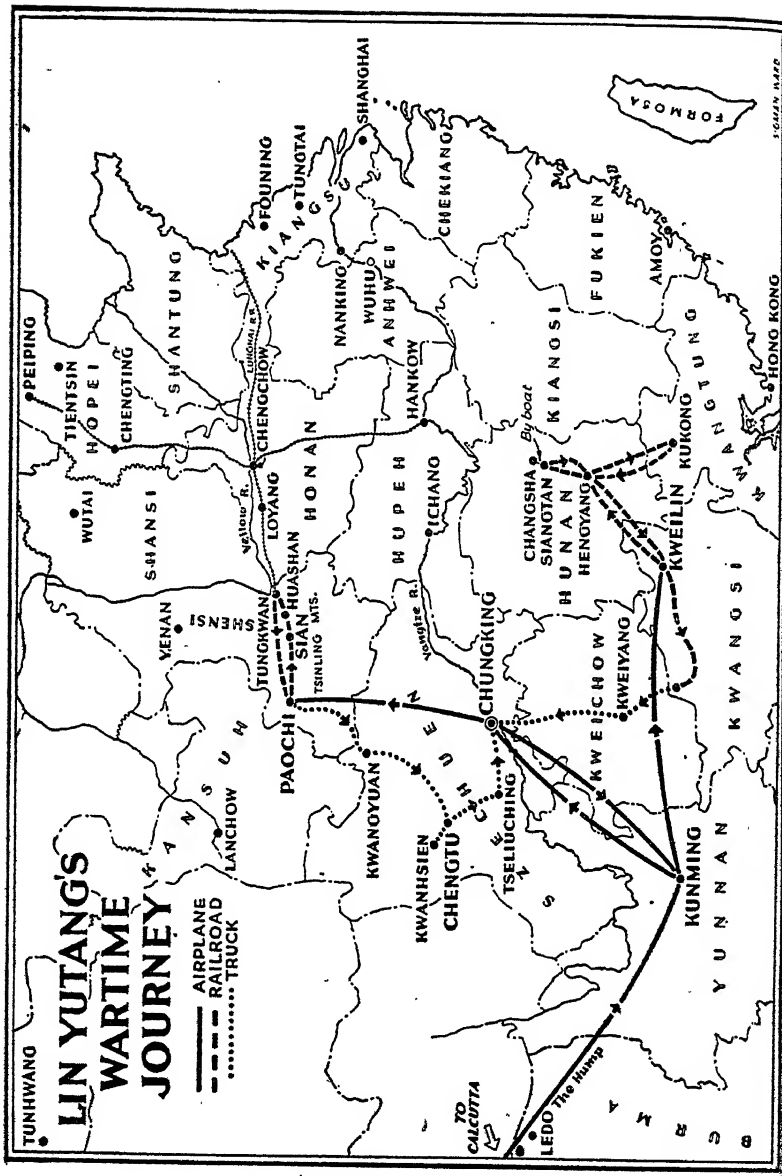 TUNHWANG
LIN YUTANG'S
WARTIME
JOURNEY
AIRPLANE
RAILROAD
TRUCK
KANSUH
LANCHOW
YENAN
SHENSI
SHANSI
WUTAI
PEIPING
TIENTSIN
HOPEI
CHENGTING
SHANTUNG
Yellow R.
LUNGHAI R.R.
TUNGKWAN
HUASHAN
SIAN
TSINLING MTS.
PAOCHI
LOYANG
CHENGCHOW
HONAN
FOUNING
TUNGTAI
KIANGSU
SHANGHAI
NANKING
WUHU
ANHWEI
KWANGYUAN
KWANHSIEN
CHENGTU
TSELIUCHING
SZECHUEN
CHUNGKING
Yangtze R.
ICHANG
HUPEH
HANKOW
CHEKIANG
TO
CALCUTTA
LEDO
The Hump
BURMA
KUNMING
YUNNAN
KWEICHOW
KWEIYANG
CHANGSHA
By boat
SIANGTAN
HUNAN
HENGYANG
KIANGSI
FUKIEN
AMOY
KWEILIN
KUKONG
KWANGSI
KWANGTUNG
HONG KONG
FORMOSA